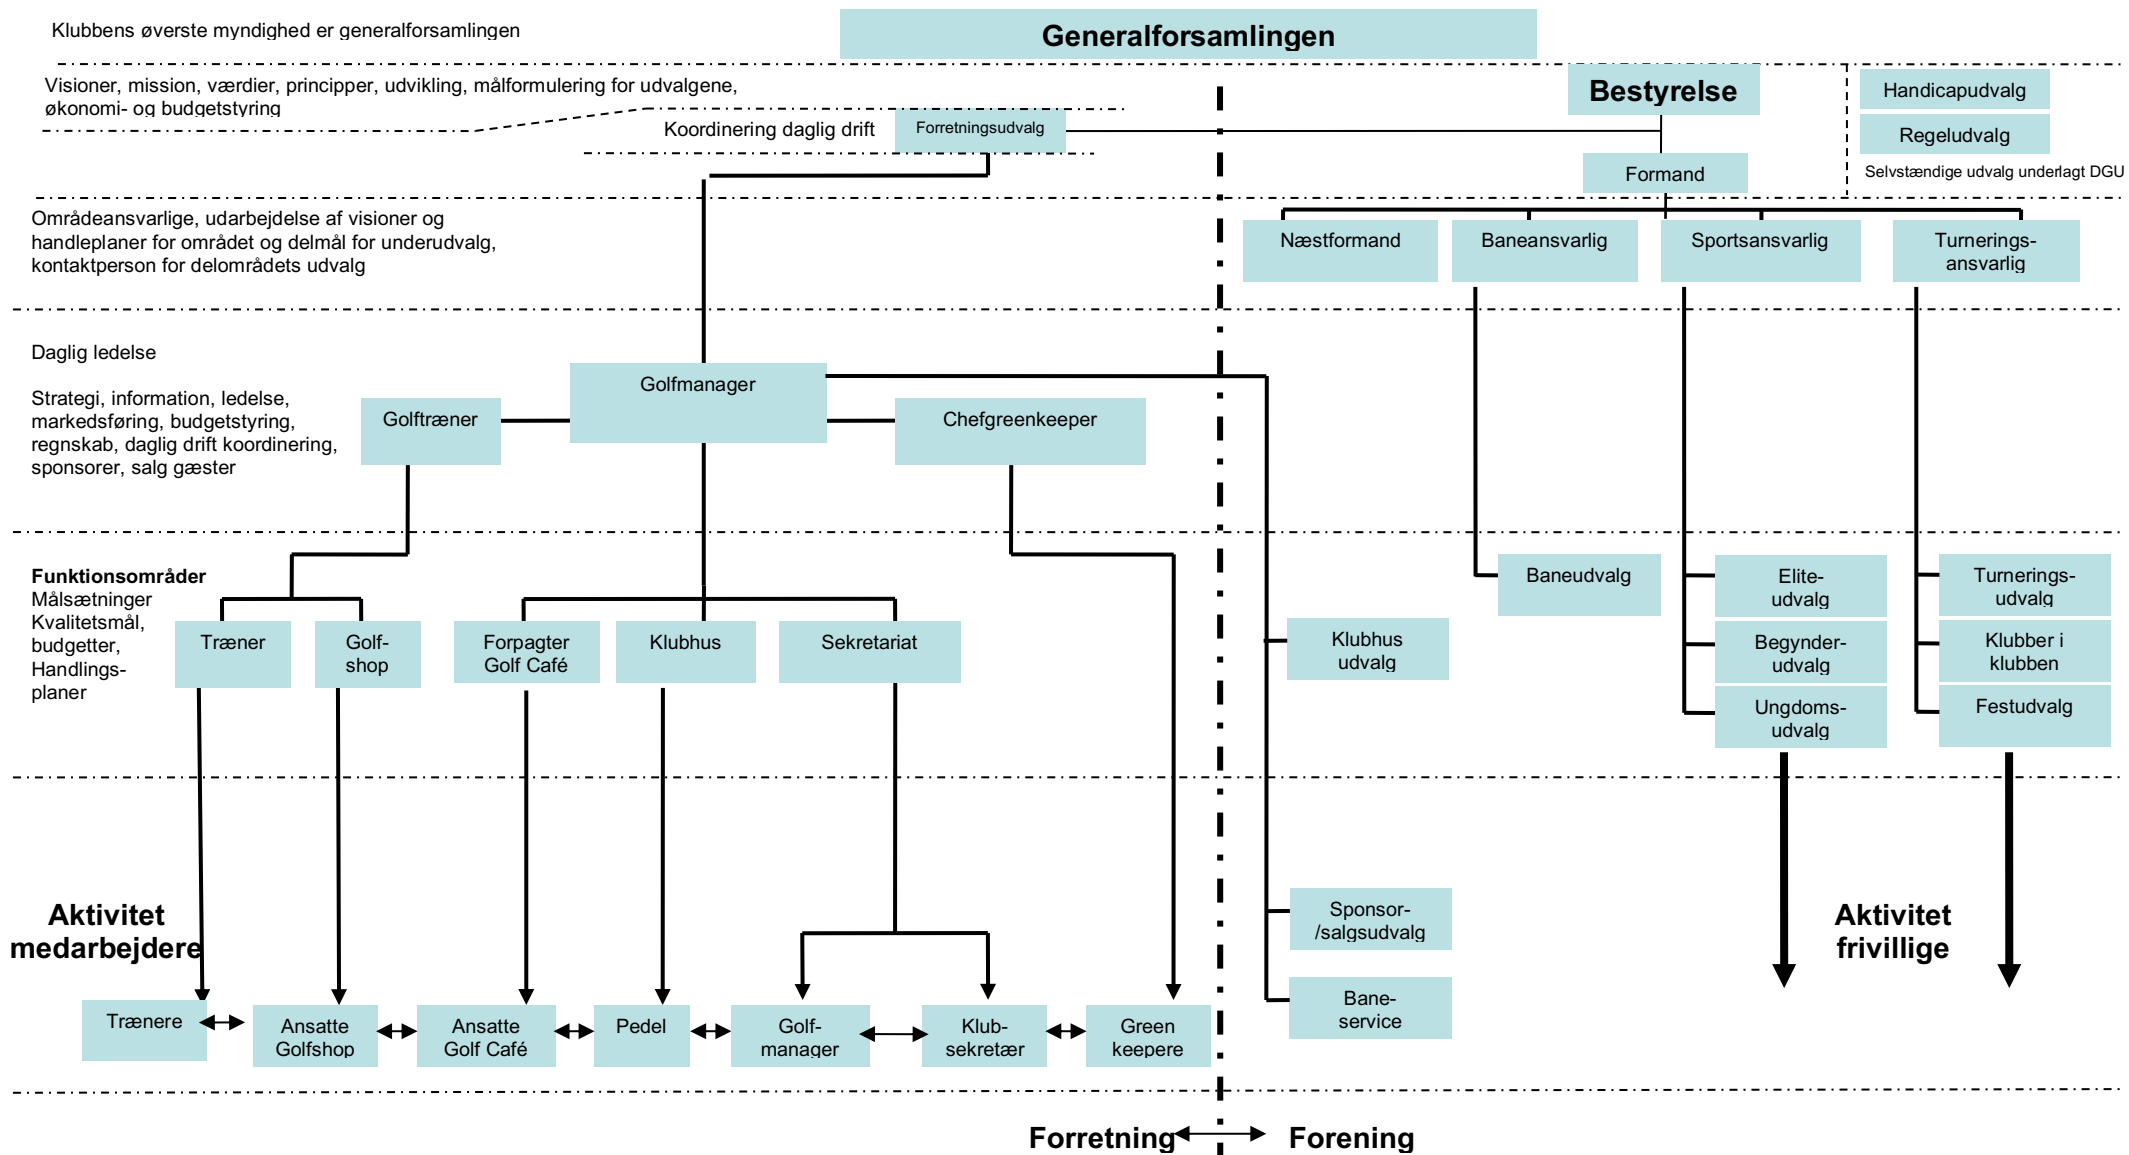 Klubbens øverste myndighed er generalforsamlingen
Generalforsamlingen
Visioner, mission, værdier, principper, udvikling, målformulering for udvalgene,
økonomi- og budgetstyring
Bestyrelse
Handicapudvalg
Regeludvalg
Selvstændige udvalg underlagt DGU
Koordinering daglig drift
Forretningsudvalg
Formand
Områdeansvarlige, udarbejdelse af visioner og
handleplaner for området og delmål for underudvalg,
kontaktperson for delområdets udvalg
Næstformand
Baneansvarlig
Sportsansvarlig
Turnerings-
ansvarlig
Daglig ledelse
Strategi, information, ledelse,
markedsføring, budgetstyring,
regnskab, daglig drift koordinering,
sponsorer, salg gæster
Golfmanager
Golftræner
Chefgreenkeeper
Funktionsområder
Målsætninger
Kvalitetsmål,
budgetter,
Handlings-
planer
Træner
Golf-
shop
Forpagter
Golf Café
Klubhus
Sekretariat
Klubhus
udvalg
Baneudvalg
Elite-
udvalg
Begynder-
udvalg
Ungdoms-
udvalg
Turnerings-
udvalg
Klubber i
klubben
Festudvalg
Aktivitet
medarbejdere
Sponsor-
/salgsudvalg
Bane-
service
Aktivitet
frivillige
Trænere
Ansatte
Golfshop
Ansatte
Golf Café
Pedel
Golf-
manager
Klub-
sekretær
Green
keepere
Forretning
Forening